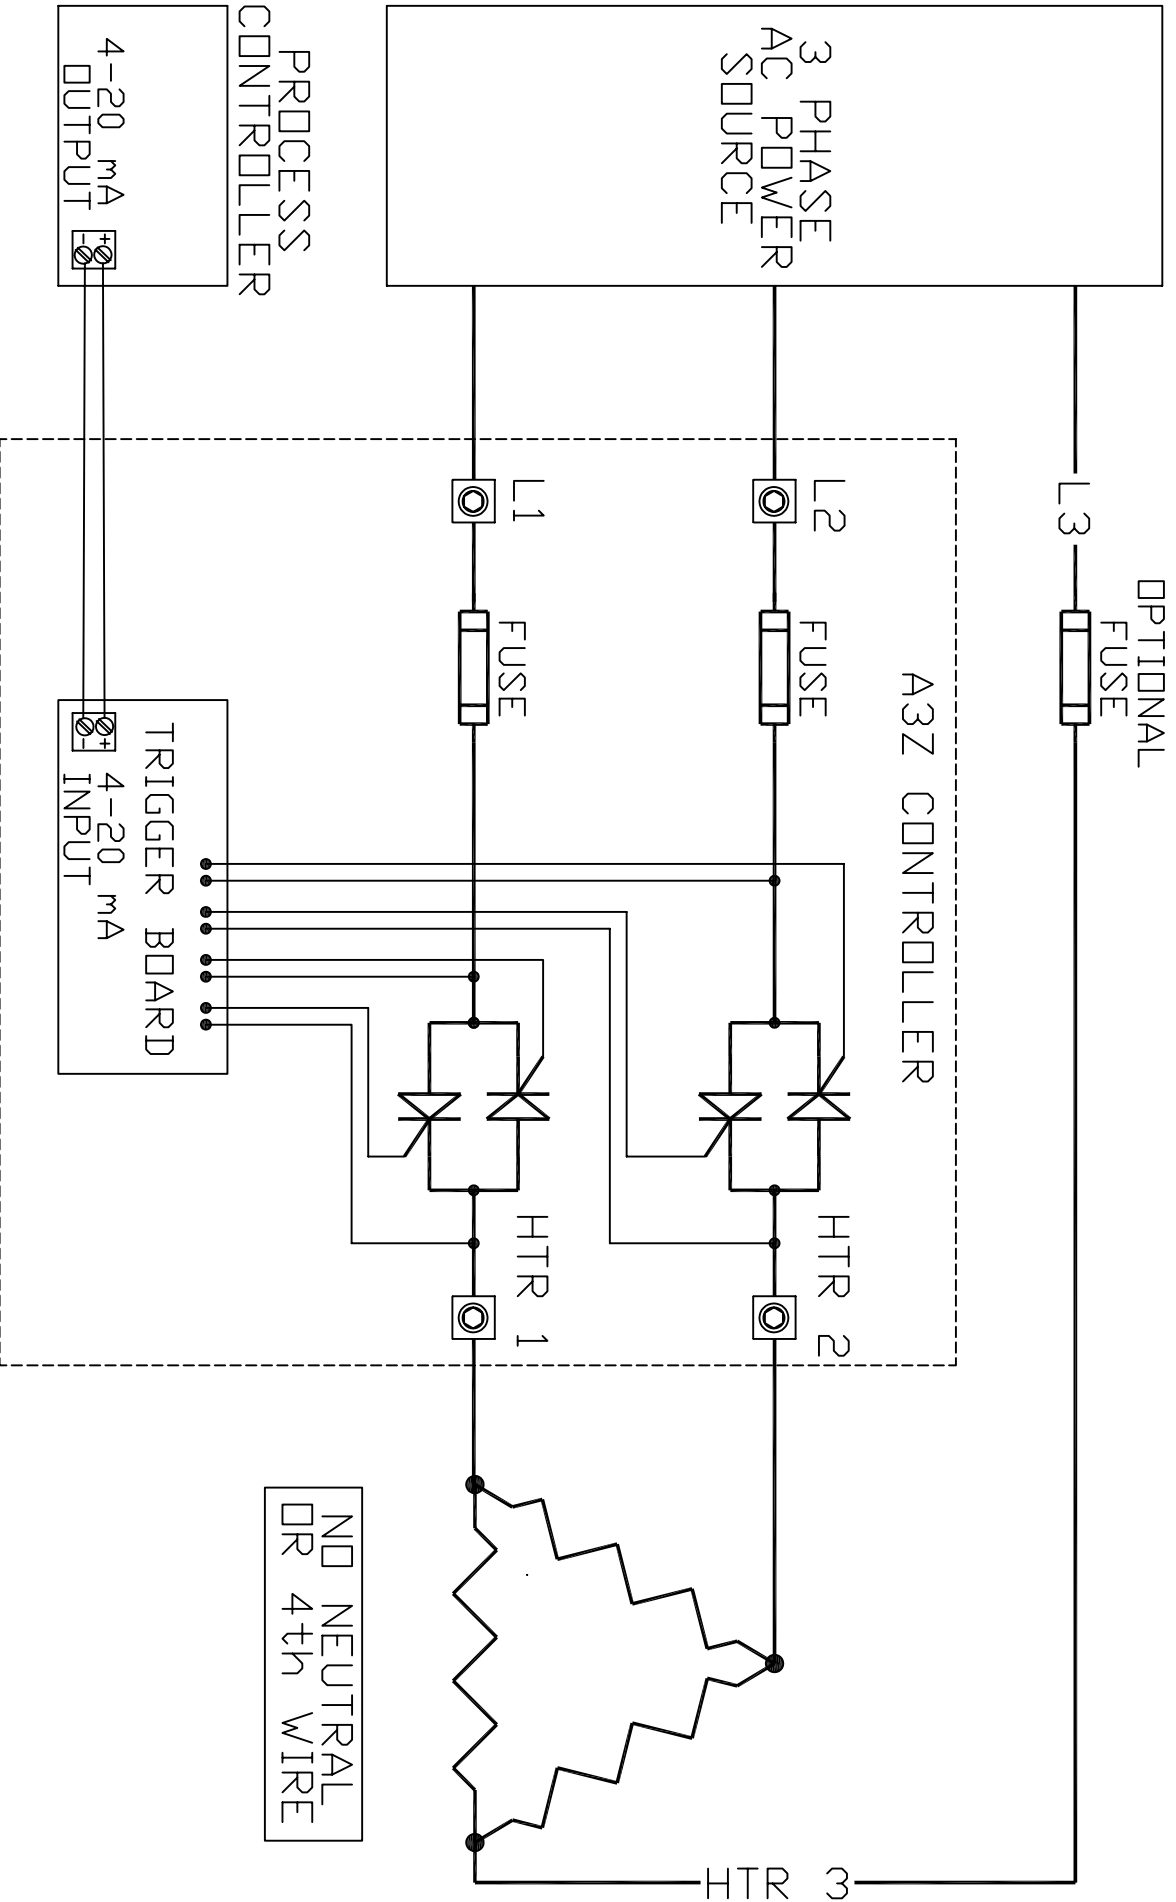 3 PHASE
AC POWER
SOURCE
L3
OPTIONAL
FUSE
HTR 3
A3Z CONTROLLER
L2
FUSE
HTR 2
L1
FUSE
HTR 1
NO NEUTRAL
OR 4th WIRE
PROCESS
CONTROLLER
4-20 mA
OUTPUT
+
-
TRIGGER BOARD
4-20 mA
INPUT
+
-